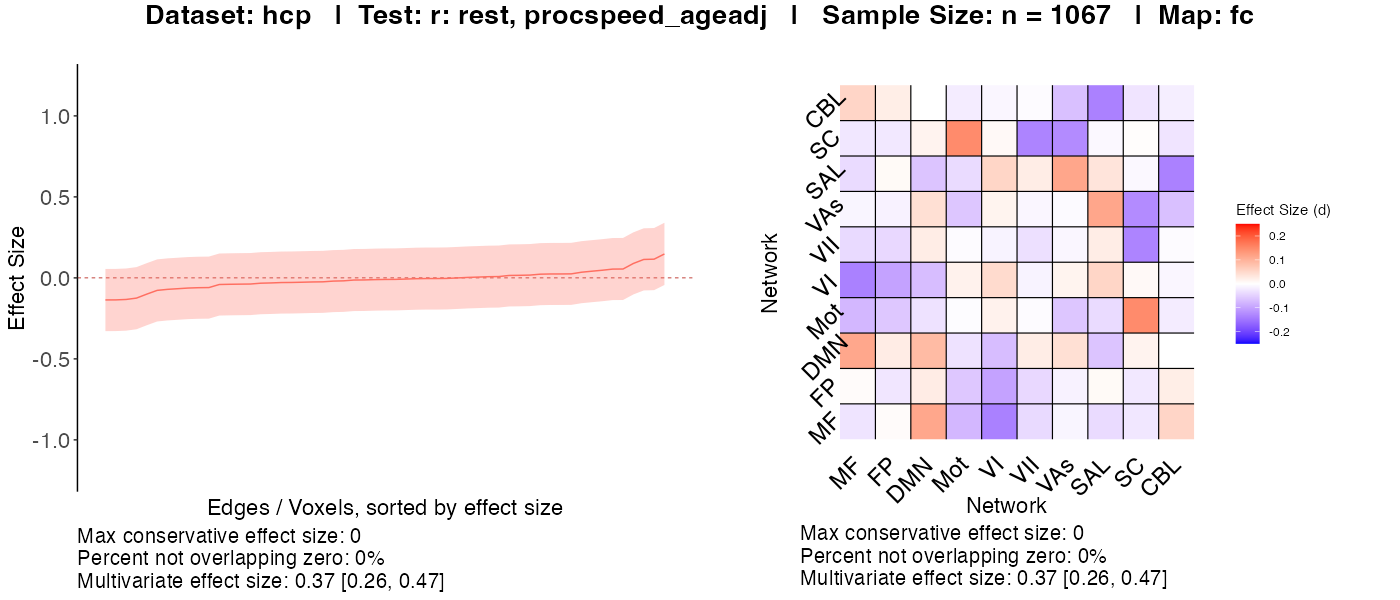 Dataset: hcp | Test: r: rest, procspeed_ageadj | Sample Size: n = 1067 | Map: fc
Effect Size
1.0
0.5
0.0
-0.5
-1.0
Edges / Voxels, sorted by effect size
Max conservative effect size: 0
Percent not overlapping zero: 0%
Multivariate effect size: 0.37 [0.26, 0.47]
Network
CBL
SC
SAL
VAs
VII
VI
Mot
DMN
FP
MF
MF FP DMN Mot VI VII VAs SAL SC CBL
Network
Max conservative effect size: 0
Percent not overlapping zero: 0%
Multivariate effect size: 0.37 [0.26, 0.47]
Effect Size (d)
0.2
0.1
0.0
-0.1
-0.2